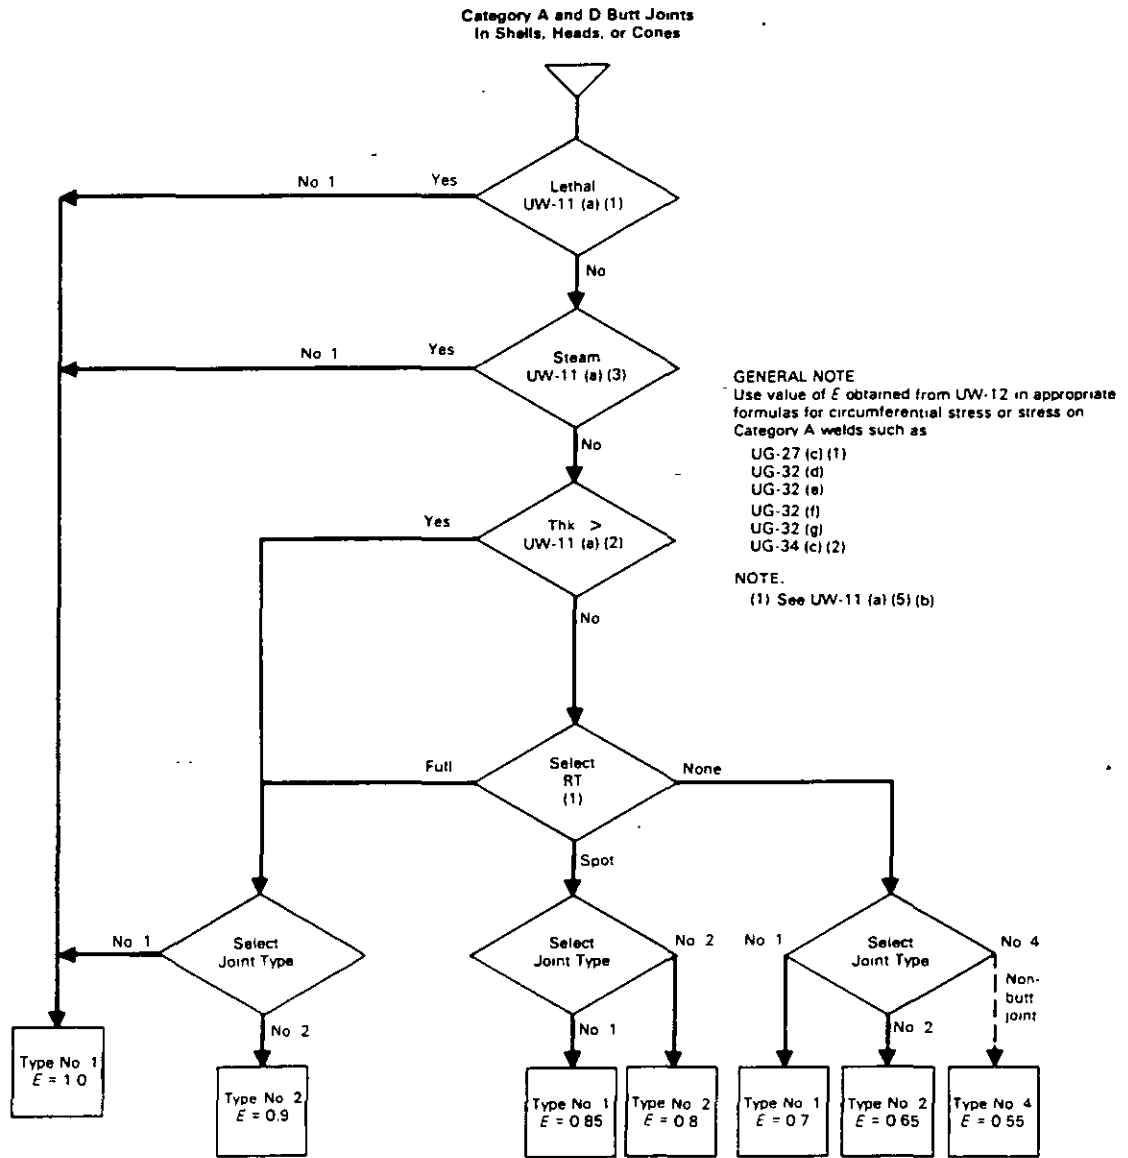 Category A and D Butt Joints
In Shells, Heads, or Cones
No 1
Yes
Lethal
UW-11 (a) (1)
No
No 1
Yes
Steam
UW-11 (a) (3)
No
GENERAL NOTE
Use value of E obtained from UW-12 in appropriate
formulas for circumferential stress or stress on
Category A welds such as
UG-27 (c) (1)
UG-32 (d)
UG-32 (e)
UG-32 (f)
UG-32 (g)
UG-34 (c) (2)
NOTE.
(1) See UW-11 (a) (5) (b)
Yes
Thk >
UW-11 (a) (2)
No
Full
Select
RT
(1)
None
Spot
No 1
Select
Joint Type
No 2
Select
Joint Type
No 2
No 1
No 1
Select
Joint Type
No 4
No 2
Non-
butt
joint
Type No 1
E = 1 0
Type No 2
E = 0.9
Type No 1
E = 0 85
Type No 2
E = 0 8
Type No 1
E = 0 7
Type No 2
E = 0 65
Type No 4
E = 0 55